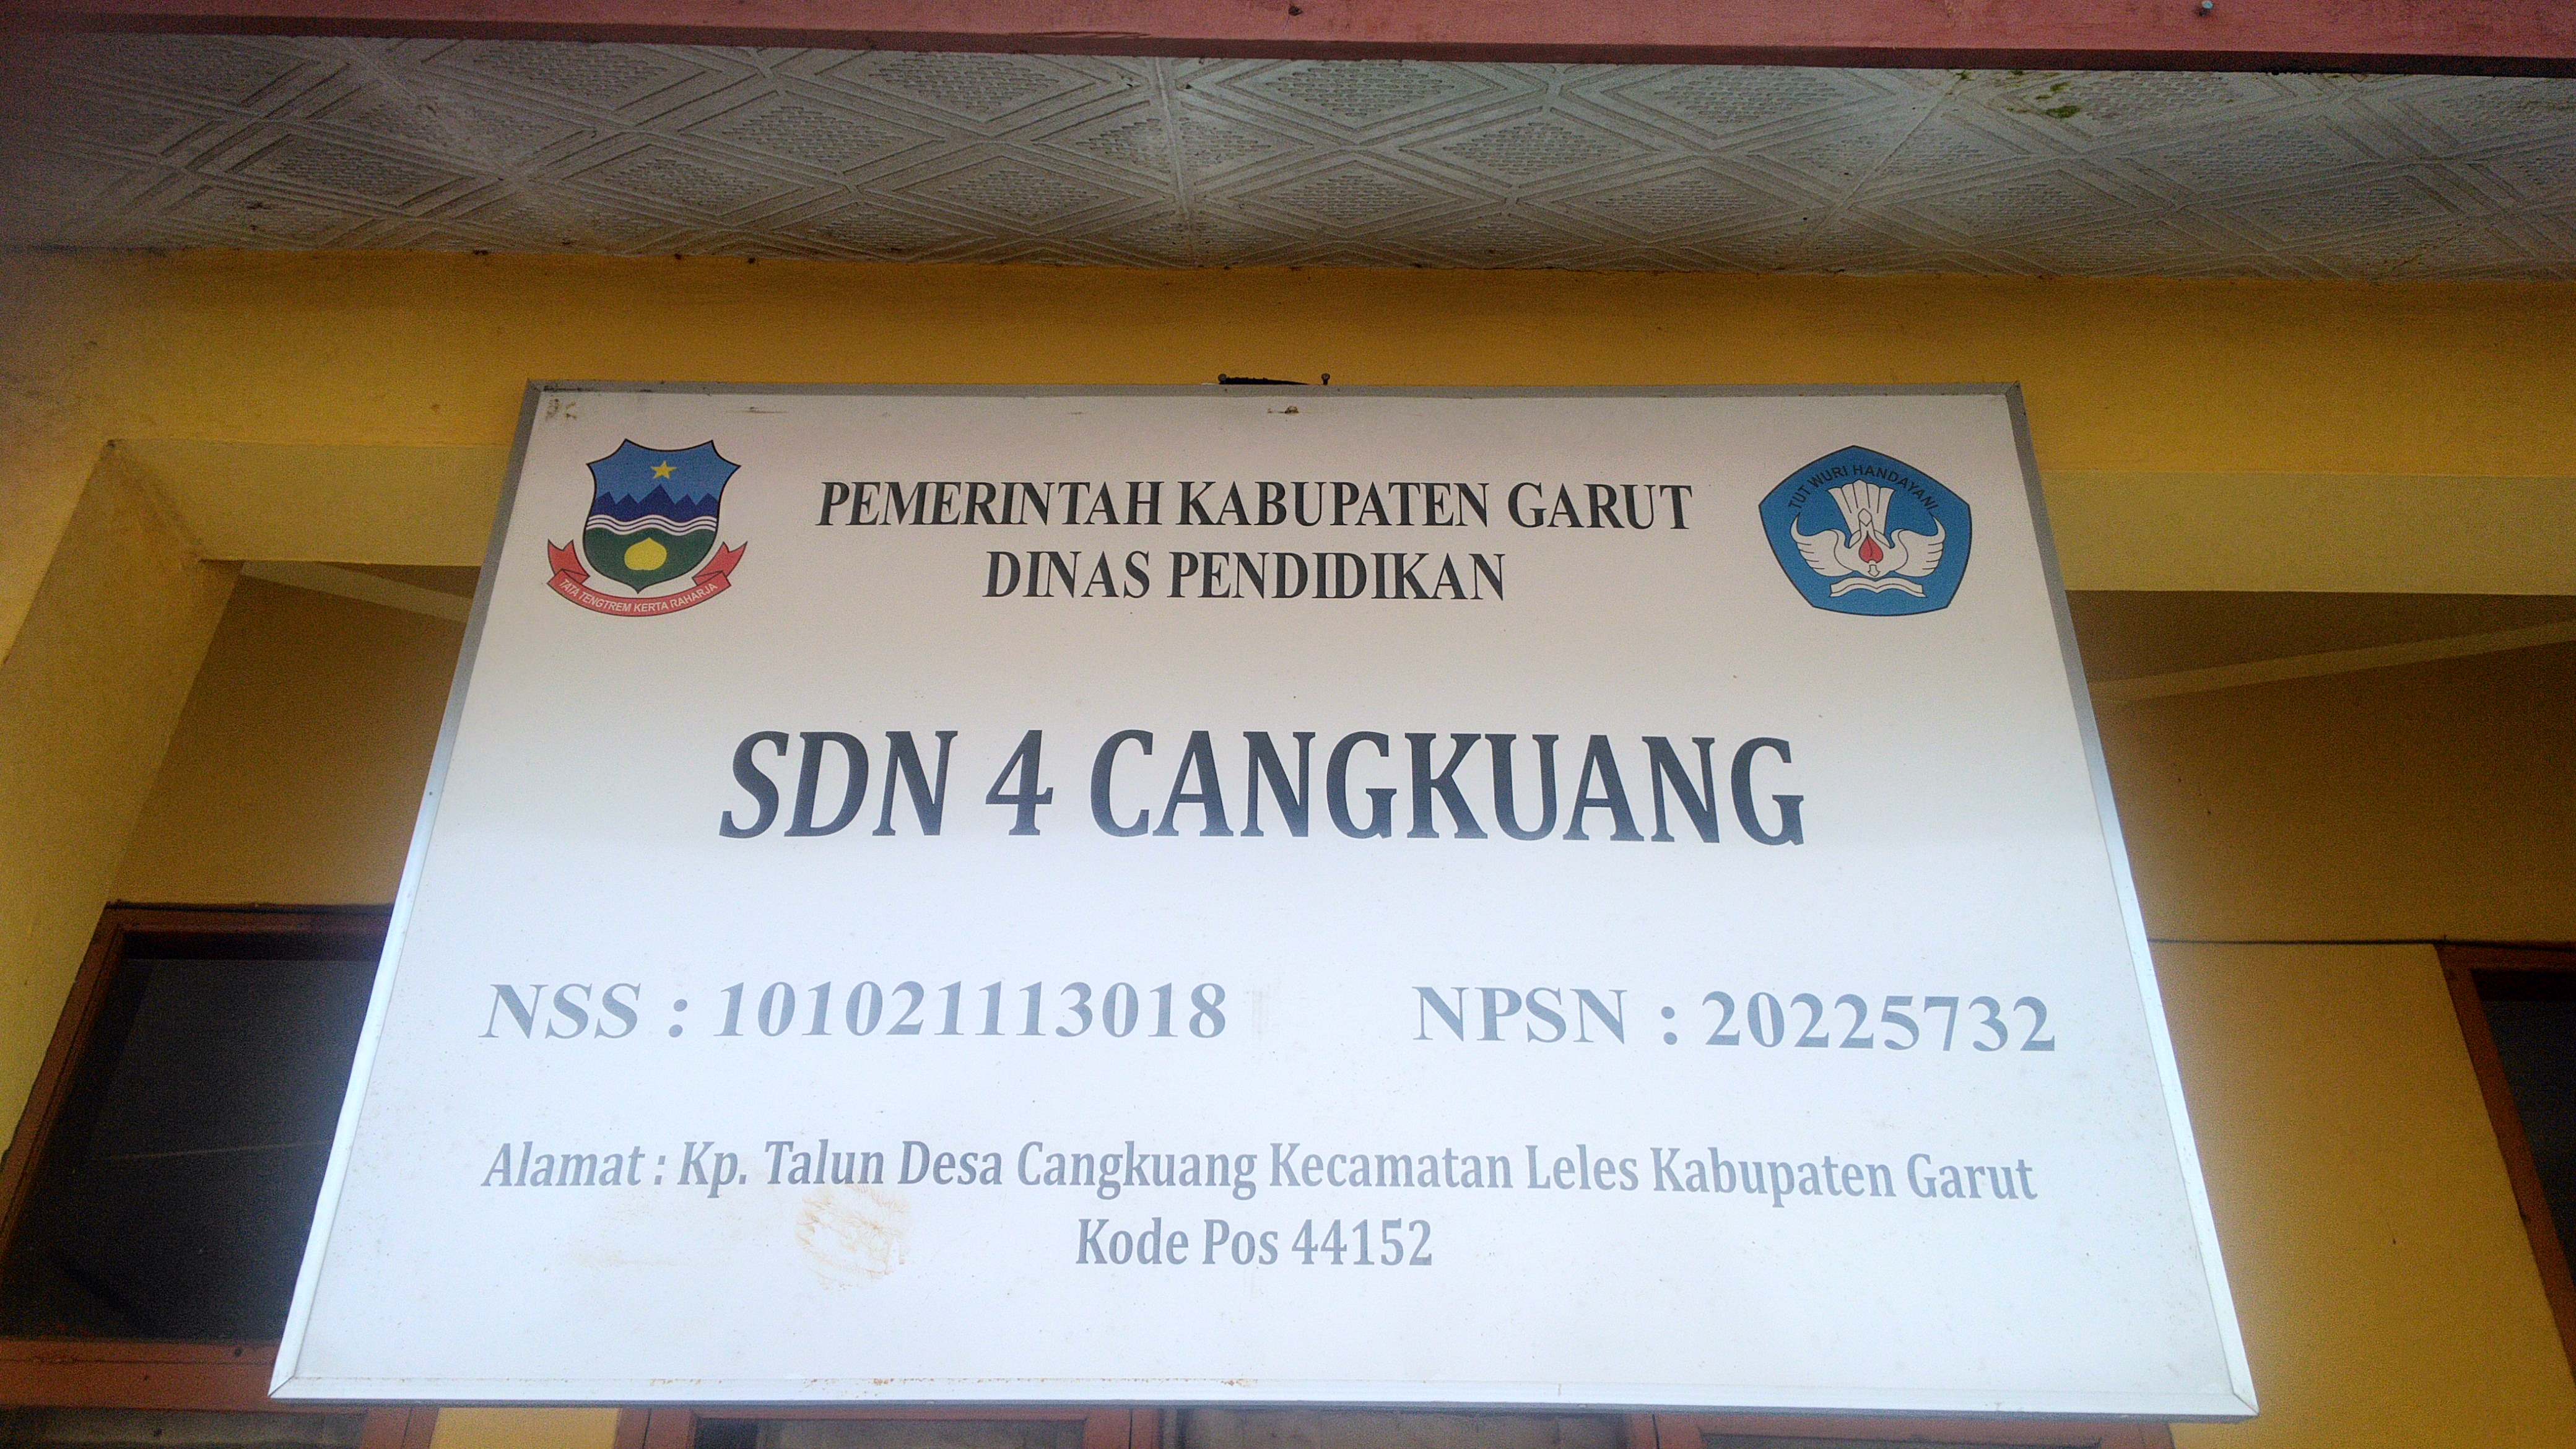 PEMERINTAH KABUPATEN GARUT
DINAS PENDIDIKAN
TATA TENGTREM KERTA RAHARJA
TUT WURI HANDAYANI
SDN 4 CANGKUANG
NSS : 101021113018 NPSN : 20225732
Alamat : Kp. Talun Desa Cangkuang Kecamatan Leles Kabupaten Garut
Kode Pos 44152